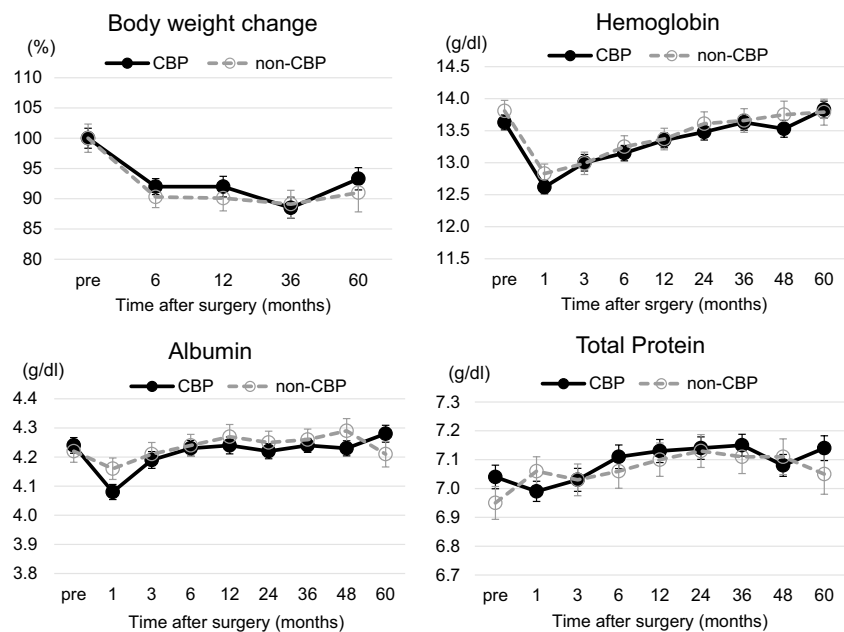 Body weight change
(%)
CBP non-CBP
110
105
100
95
90
85
80
pre 6 12 36 60
Time after surgery (months)
Hemoglobin
(g/dl)
CBP non-CBP
14.5
14.0
13.5
13.0
12.5
12.0
11.5
pre 1 3 6 12 24 36 48 60
Time after srgery (months)
Albumin
(g/dl)
CBP non-CBP
4.4
4.3
4.2
4.1
4.0
3.9
3.8
pre 1 3 6 12 24 36 48 60
Time after surgery (months)
Total Protein
(g/dl)
CBP non-CBP
7.3
7.2
7.1
7.0
6.9
6.8
6.7
pre 1 3 6 12 24 36 48 60
Time after surgery (months)